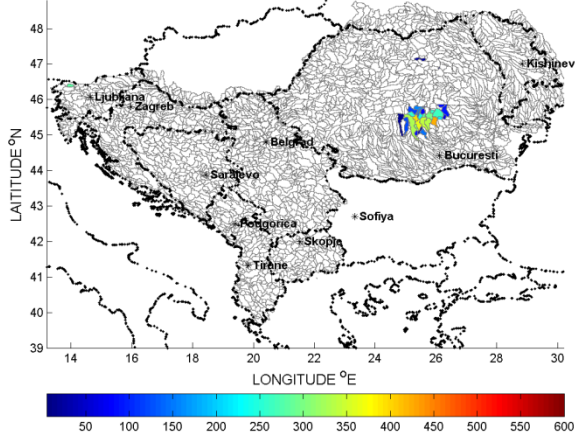 48
47
46
45
44
43
42
41
40
39
LAITITUDE °N
Kishinev
Ljubljana
Zagreb
Belgrad
Bucuresti
Sarajevo
Podgorica
Sofiya
Skopje
Tirane
14 16 18 20 22 24 26 28 30
LONGITUDE °E
50 100 150 200 250 300 350 400 450 500 550 600